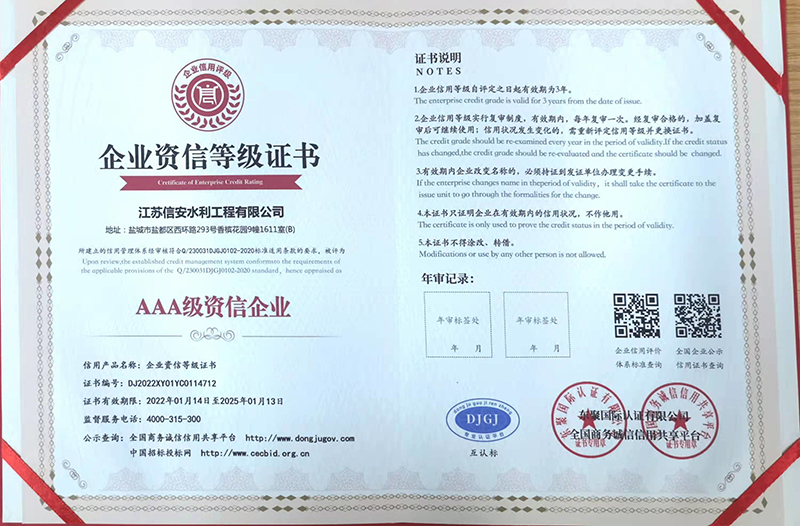 企业信用评级
企业资信等级证书
Cretificate of Enterprise Credit Rating
江苏信安水利工程有限公司
地址：盐城市盐都区西环路293号香槟花园9幢1611室(B)
所建立的信用管理体系经审核符合Q/230031DJGJ0102-2020标准适用条款的要求，被评为
Upon review,the established credit management system conformsto the requirements of
the applicable provisions of the Q/230031DJGJ0102-2020 standard，hence appraised as
AAA级资信企业
信用产品名称：企业资信等级证书
证书编号：DJ2022XY01YC0114712
证书有效期限：2022年01月14日至2025年01月13日
监督服务电话：4000-315-300
公示查询：全国商务诚信信用共享平台 http://www.dongjugov.com/
中国招标投标网 http://www.cecbid.org.cn
证书说明
NOTES
1.企业信用等级自评定之日起有效期为3年。
The enterprise credit grade is valid for 3 years from the date of issue.
2.企业信用等级实行复审制度，有效期内，每年复审一次。经复审合格的，加盖复
审后可继续使用；信用状况发生变化的，需重新评定信用等级并更换证书。
The credit grade should be re-examined every year in the period of validity.If the credit status
has changed,the credit grade should be re-evaluated and the certificate should be changed.
3.有效期内企业改变名称的，必须持证到发证单位办理变更手续。
If the enterprise changes name in theperiod of validity，it shall take the certificate to the
issue unit to go through the formalities for the change.
4.本证书只证明企业在有效期内的信用状况，不作他用。
The certificate is only used to prove the credit status in the period of validity.
5.本证书不得涂改、转借。
Modifications or use by any other person is not allowed.
年审记录：
年审标签处
年 月
年审标签处
年 月
企业信用评价
体系标准查询
全国企业公示
信用证书查询
dong ju guo ji ren zheng
DJGJ
企业认证评级
互认标
东聚国际认证有限公司
全国商务诚信信用共享平台
证书专用章
证书专用章